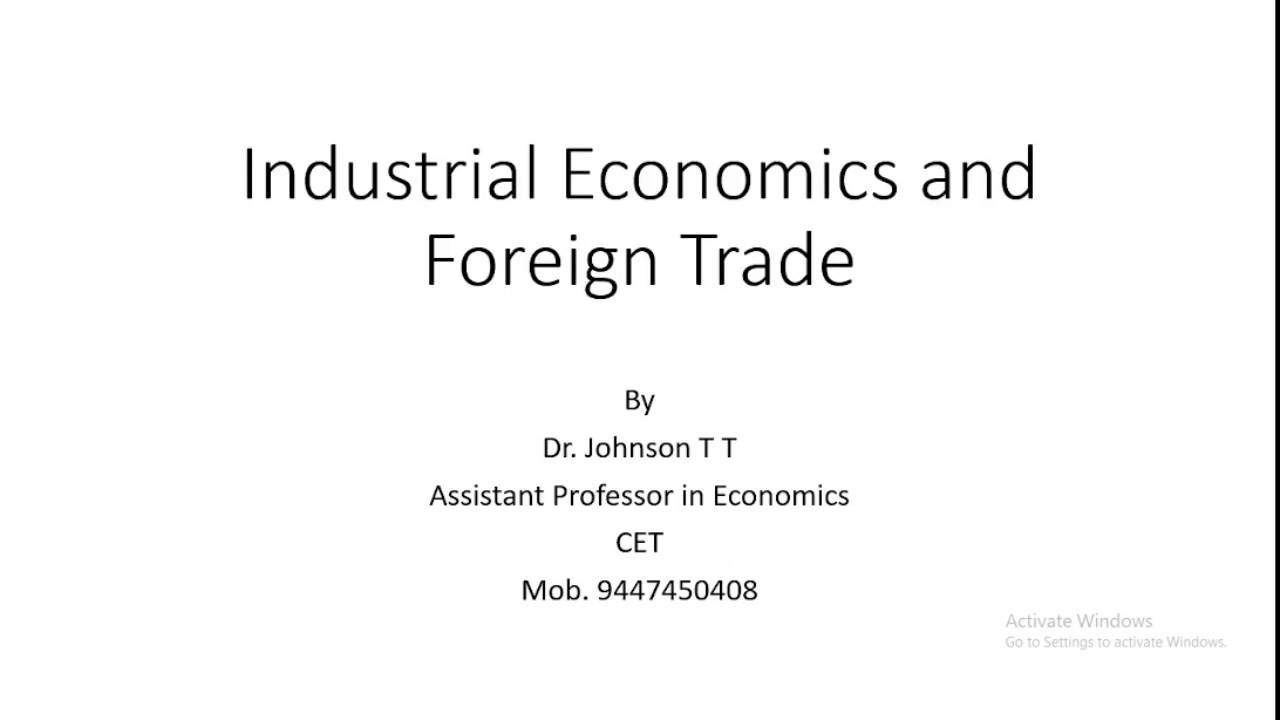 Industrial Economics and
Foreign Trade
By
Dr. Johnson T T
Assistant Professor in Economics
CET
Mob. 9447450408
Activate Windows
Go to Settings to activate Windows.